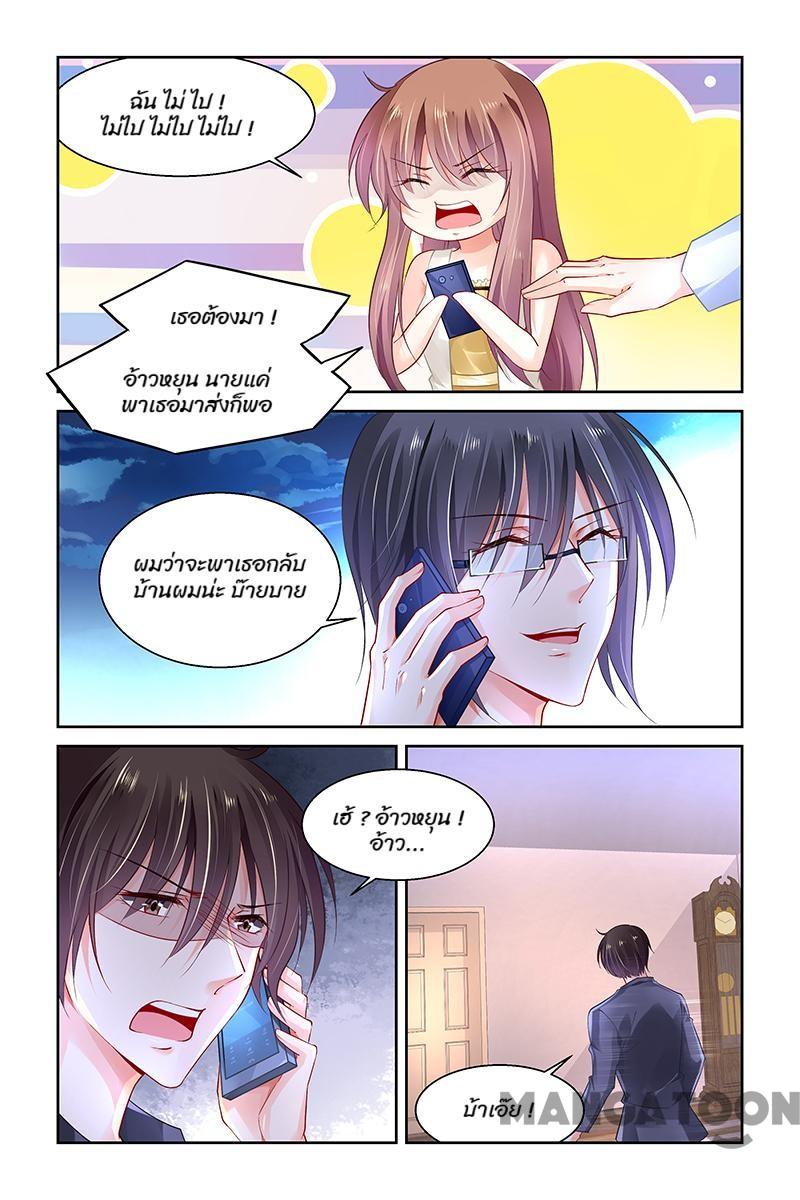 ฉัน ไม่ ไป !
ไม่ไป ไม่ไป ไม่ไป !
เธอต้องมา !
อ้าวหยุน นายแค่
พาเธอมาส่งก็พอ
ผมว่าจะพาเธอกลับ
บ้านผมน่ะ บ๊ายบาย
เฮ้ ? อ้าวหยุน !
อ้าว...
บ้าเอ๊ย !
MANGATOON